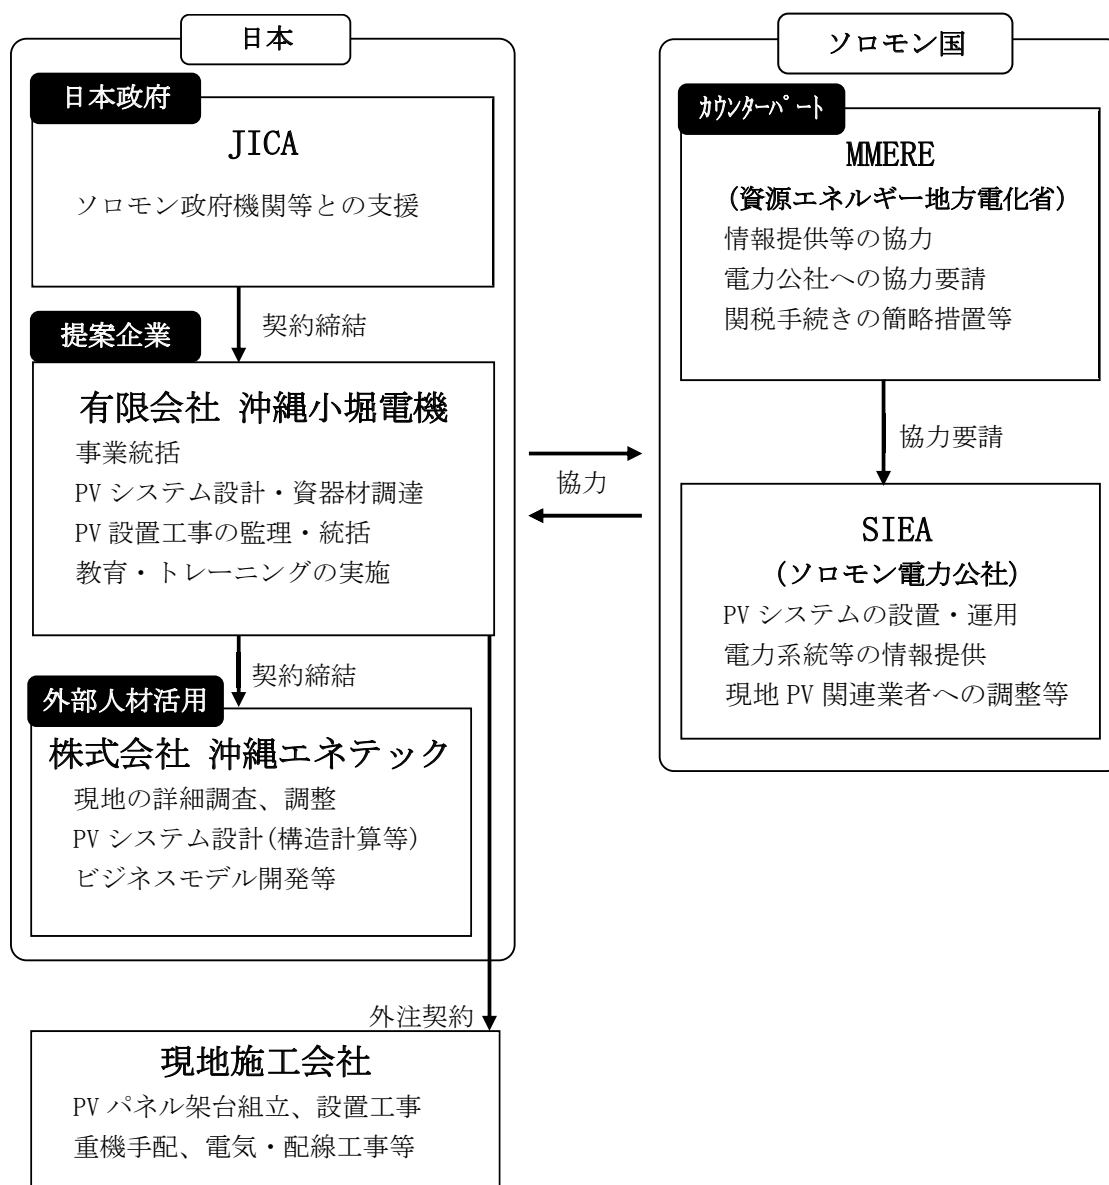 日本
日本政府
JICA
ソロモン政府機関等との支援
契約締結
提案企業
有限会社 沖縄小堀電機
事業統括
PVシステム設計・資器材調達
PV設置工事の監理・統括
教育・トレーニングの実施
契約締結
外部人材活用
株式会社 沖縄エネテック
現地の詳細調査、調整
PVシステム設計(構造計算等)
ビジネスモデル開発等
外注契約
現地施工会社
PVパネル架台組立、設置工事
重機手配、電気・配線工事等
協力
ソロモン国
カウンターパート
MMERE
(資源エネルギー地方電化省)
情報提供等の協力
電力公社への協力要請
関税手続きの簡略措置等
協力要請
SIEA
(ソロモン電力公社)
PVシステムの設置・運用
電力系統等の情報提供
現地PV関連業者への調整等